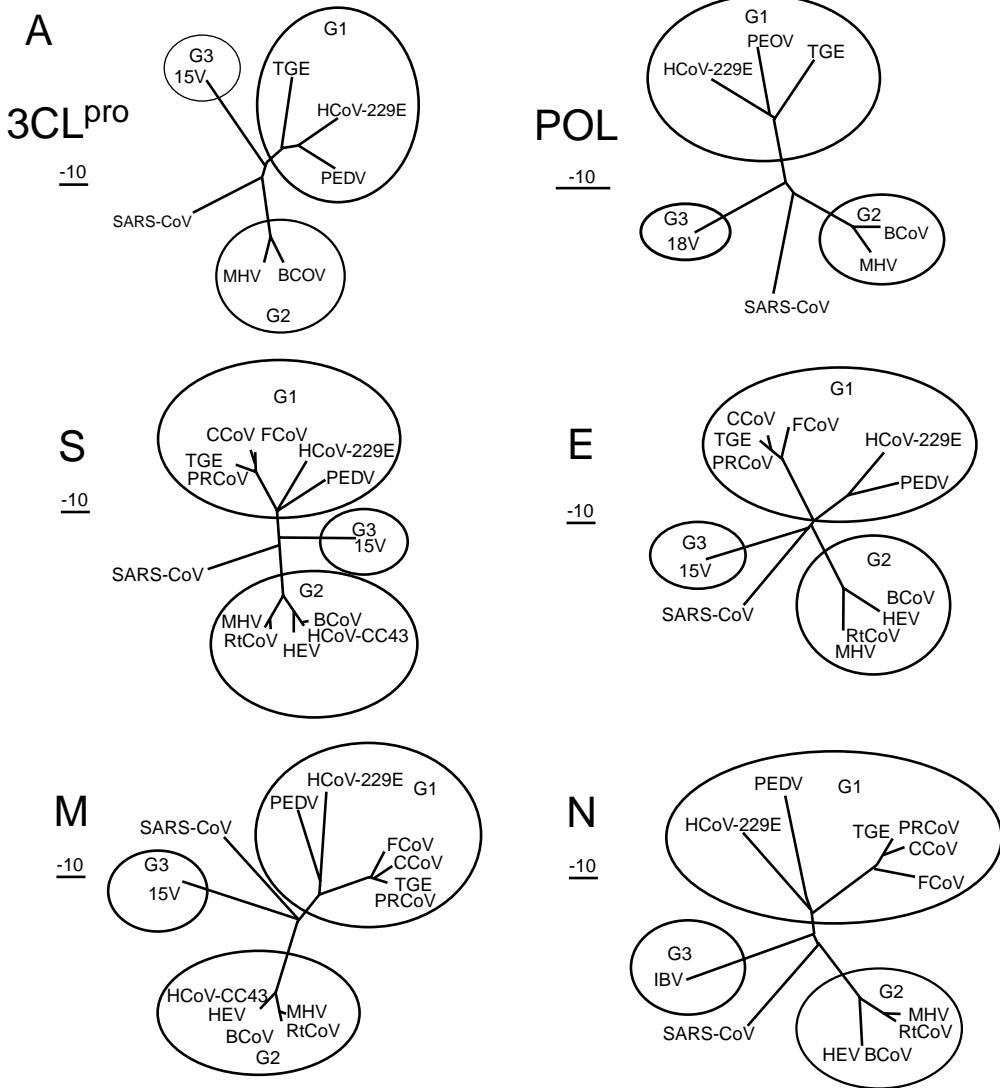 A
3CLpro
-10
G3
15V
G1
TGE
HCoV-229E
PEDV
SARS-CoV
MHV
BCOV
G2
POL
-10
G1
PEOV
TGE
HCoV-229E
G3
18V
G2
BCoV
MHV
SARS-CoV
S
-10
G1
CCoV FCoV
HCoV-229E
TGE
PRCoV
PEDV
G3
15V
SARS-CoV
G2
MHV
BCoV
RtCoV
HCoV-CC43
HEV
E
-10
G1
CCoV
FCoV
TGE
HCoV-229E
PRCoV
PEDV
G3
15V
G2
SARS-CoV
BCoV
HEV
RtCoV
MHV
M
-10
HCoV-229E
G1
PEDV
SARS-CoV
FCoV
CCoV
TGE
PRCoV
G3
15V
HCoV-CC43
HEV
MHV
BCoV
RtCoV
G2
N
-10
PEDV
G1
HCoV-229E
TGE
PRCoV
CCoV
FCoV
G3
IBV
SARS-CoV
G2
MHV
RtCoV
HEV BCoV